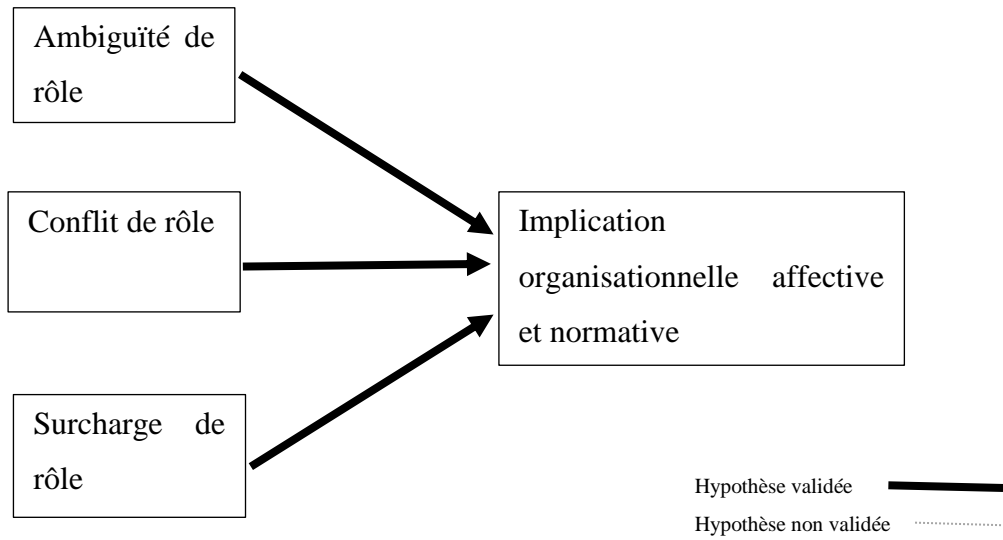 Ambiguïté de
rôle
Conflit de rôle
Implication
organisationnelle affective
et normative
Surcharge de
rôle
Hypothèse validée
Hypothèse non validée